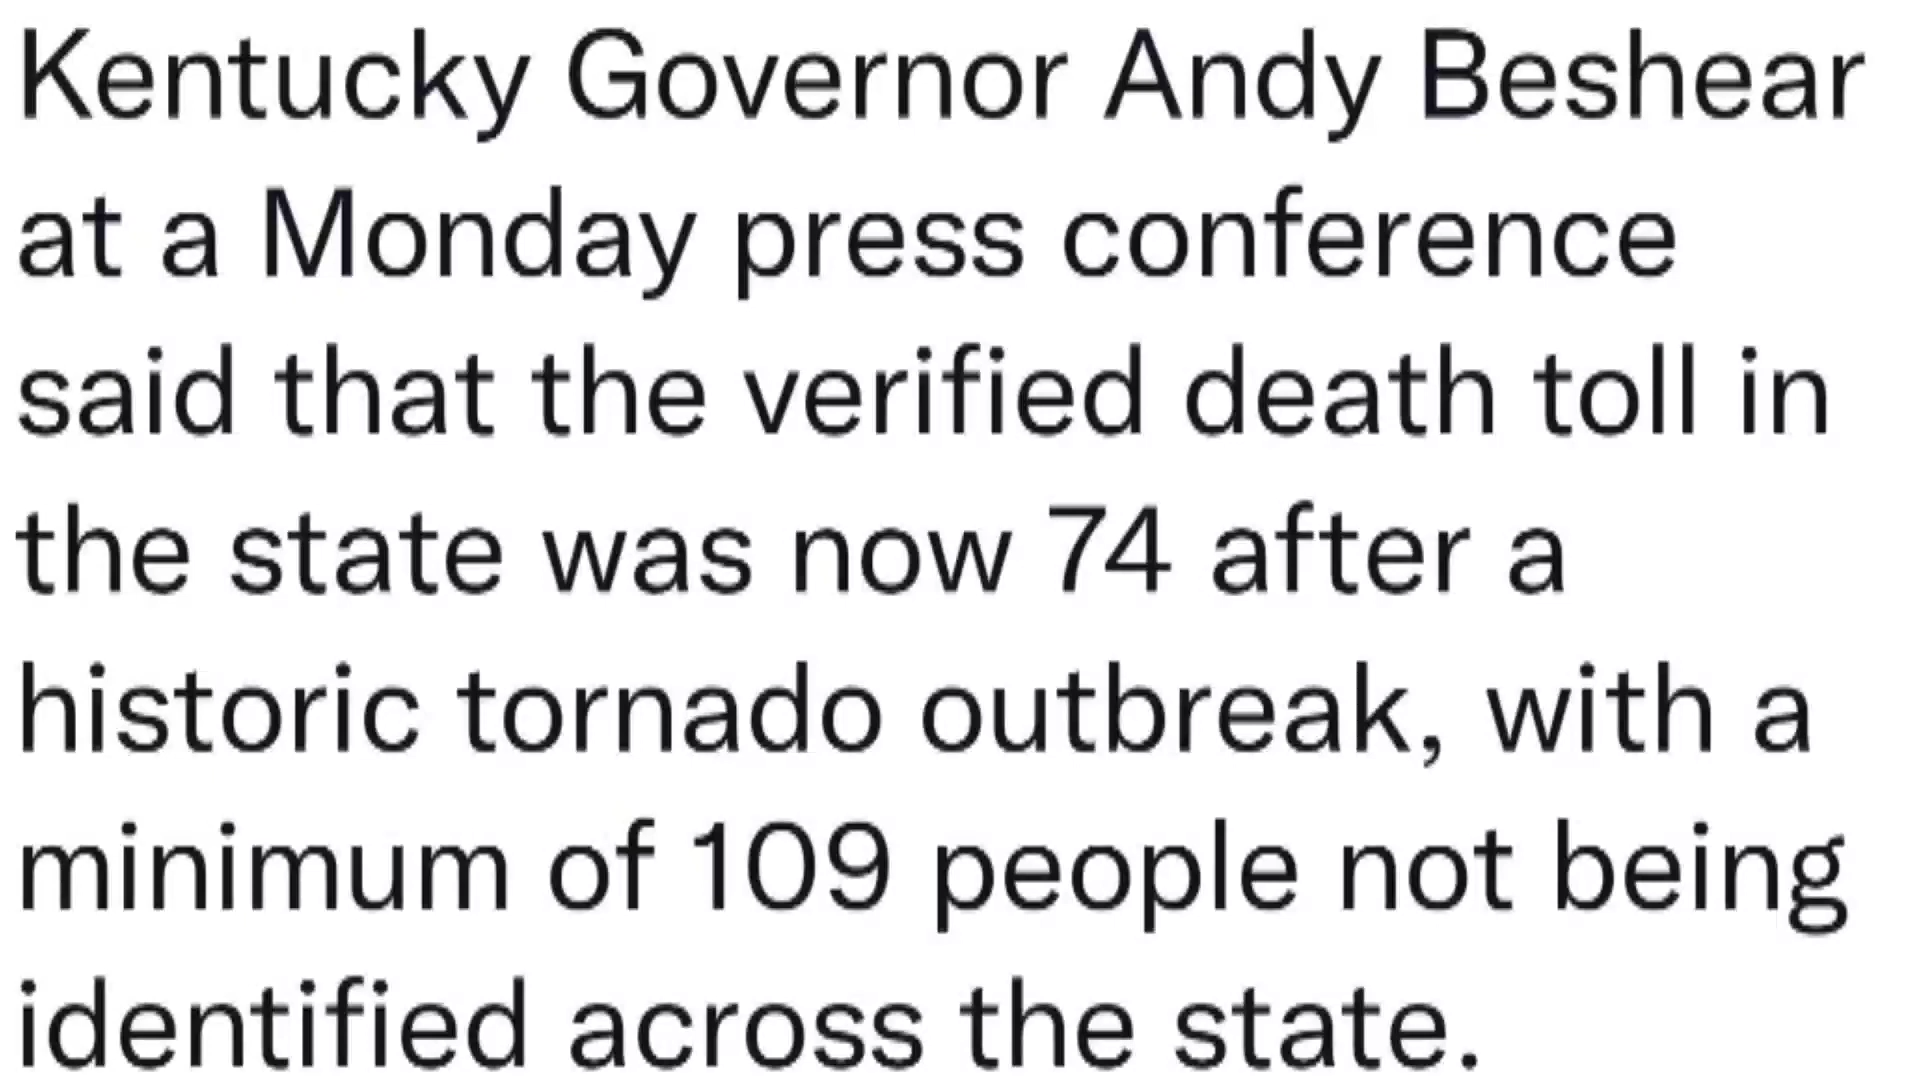 Kentucky Governor Andy Beshear
at a Monday press conference
said that the verified death toll in
the state was now 74 after a
historic tornado outbreak, with a
minimum of 109 people not being
identified across the state.